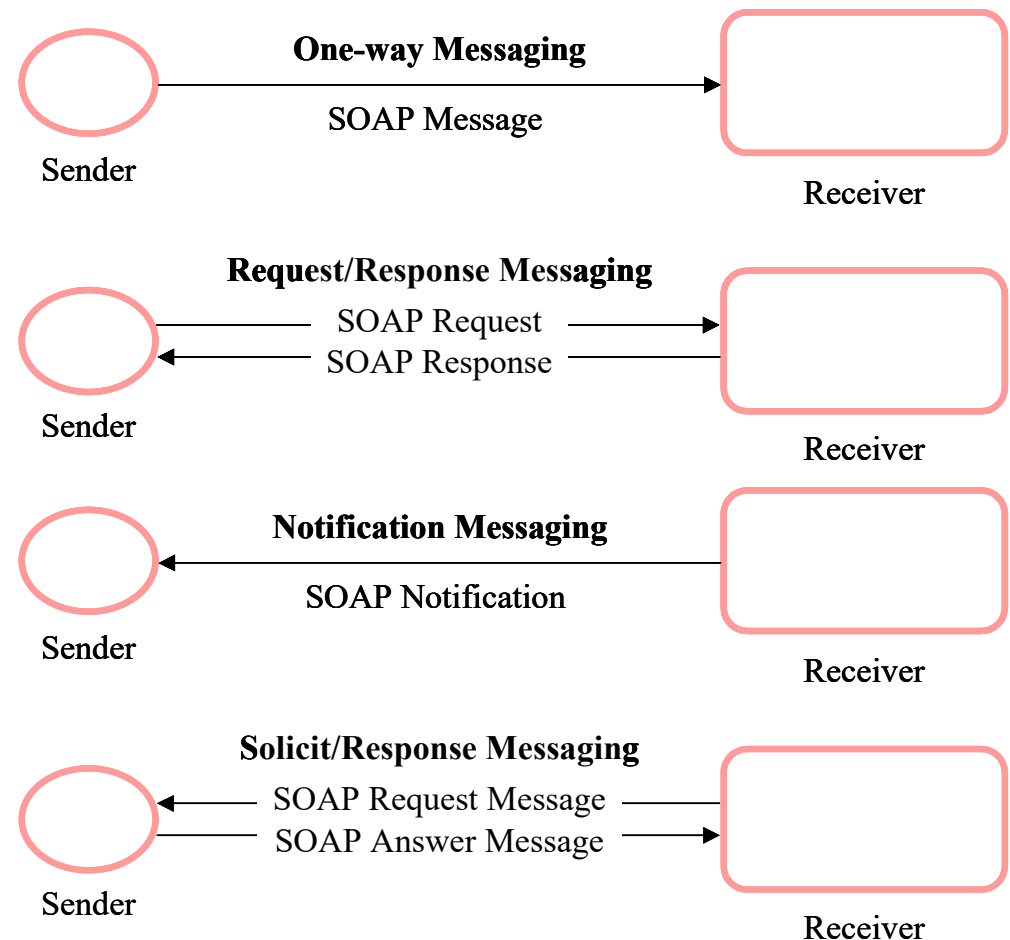 One-way Messaging
SOAP Message
Sender
Receiver
Request/Response Messaging
SOAP Request
SOAP Response
Sender
Receiver
Notification Messaging
SOAP Notification
Sender
Receiver
Solicit/Response Messaging
SOAP Request Message
SOAP Answer Message
Sender
Receiver